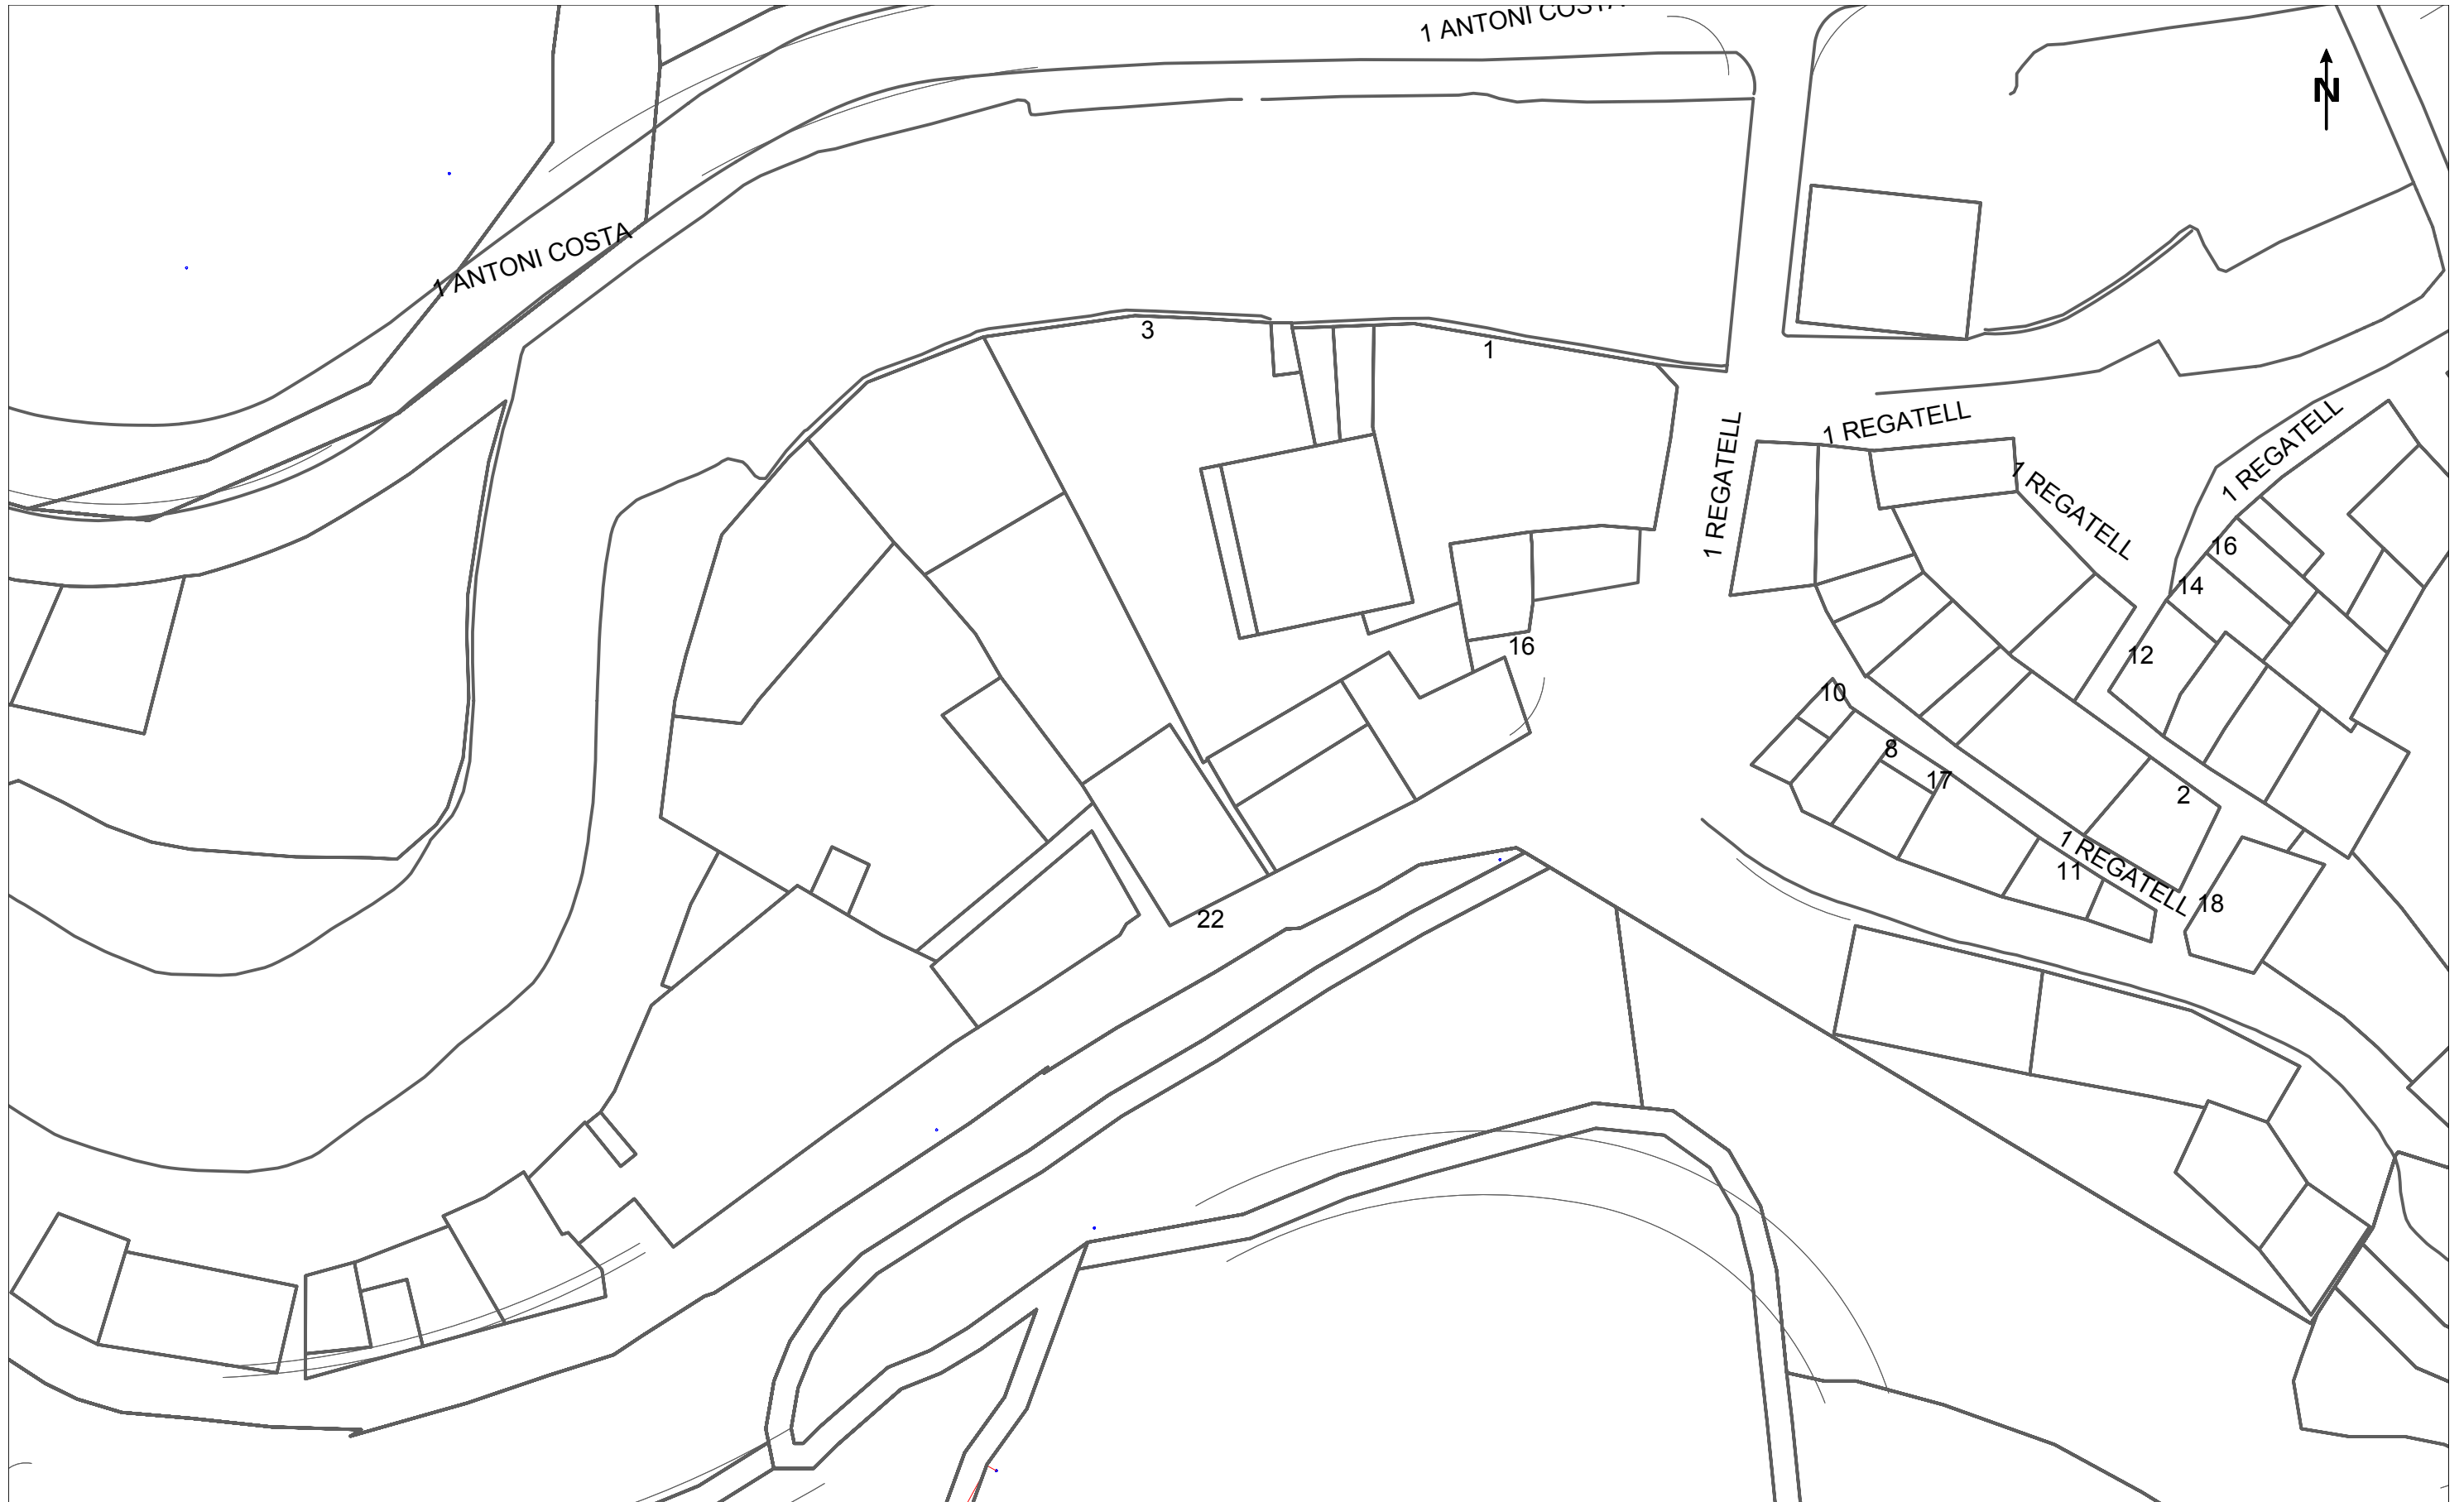 1 ANTONI COSTA
N
1 ANTONI COSTA
3
1
1 REGATELL
1 REGATELL
1 REGATELL
1 REGATELL
1 REGATELL
16
14
12
16
10
8
17
2
11
18
22